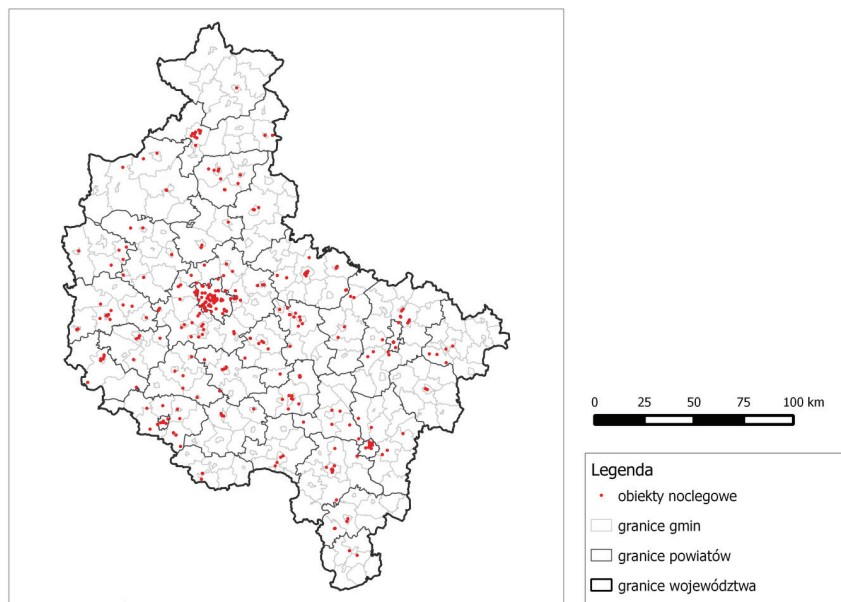 0 25 50 75 100 km
Legenda
obiekty noclegowe
granice gmin
granice powiatów
granice województwa